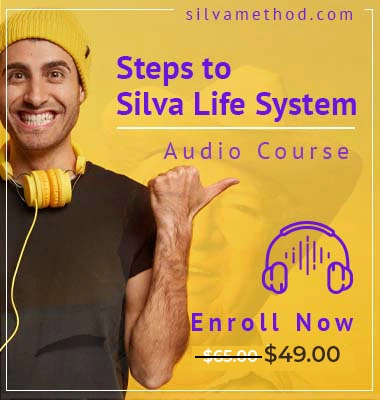 silvamethod.com
Steps to
Silva Life System
Audio Course
Enroll Now
$65.00 $49.00